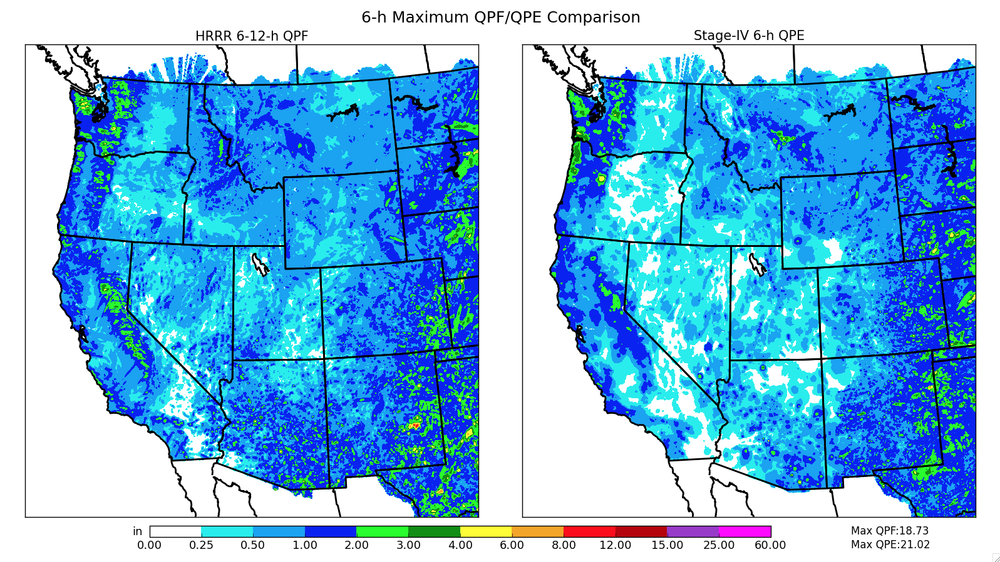 6-h Maximum QPF/QPE Comparison
HRRR 6-12-h QPF
Stage-IV 6-h QPE
in
0.00 0.25 0.50 1.00 2.00 3.00 4.00 6.00 8.00 12.00 15.00 25.00 60.00
Max QPF:18.73
Max QPE:21.02